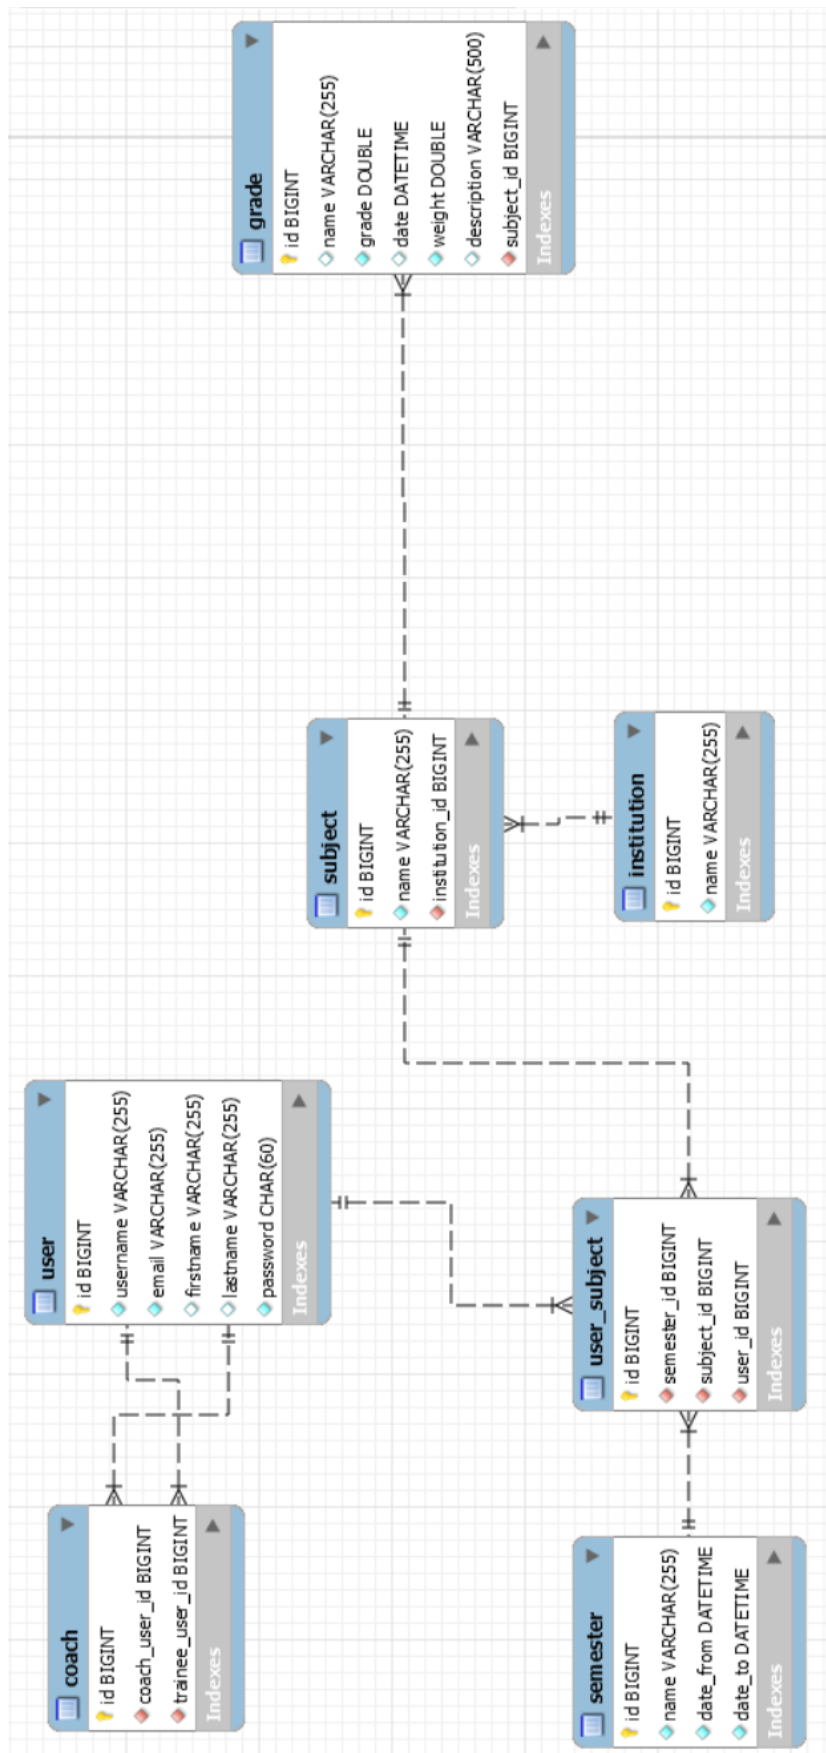 coach
id BIGINT
coach_user_id BIGINT
trainee_user_id BIGINT
Indexes
user
id BIGINT
username VARCHAR(255)
email VARCHAR(255)
firstname VARCHAR(255)
lastname VARCHAR(255)
password CHAR(60)
Indexes
subject
id BIGINT
name VARCHAR(255)
institution_id BIGINT
Indexes
grade
id BIGINT
name VARCHAR(255)
grade DOUBLE
date DATETIME
weight DOUBLE
description VARCHAR(500)
subject_id BIGINT
Indexes
semester
id BIGINT
name VARCHAR(255)
date_from DATETIME
date_to DATETIME
Indexes
user_subject
id BIGINT
semester_id BIGINT
subject_id BIGINT
user_id BIGINT
Indexes
institution
id BIGINT
name VARCHAR(255)
Indexes